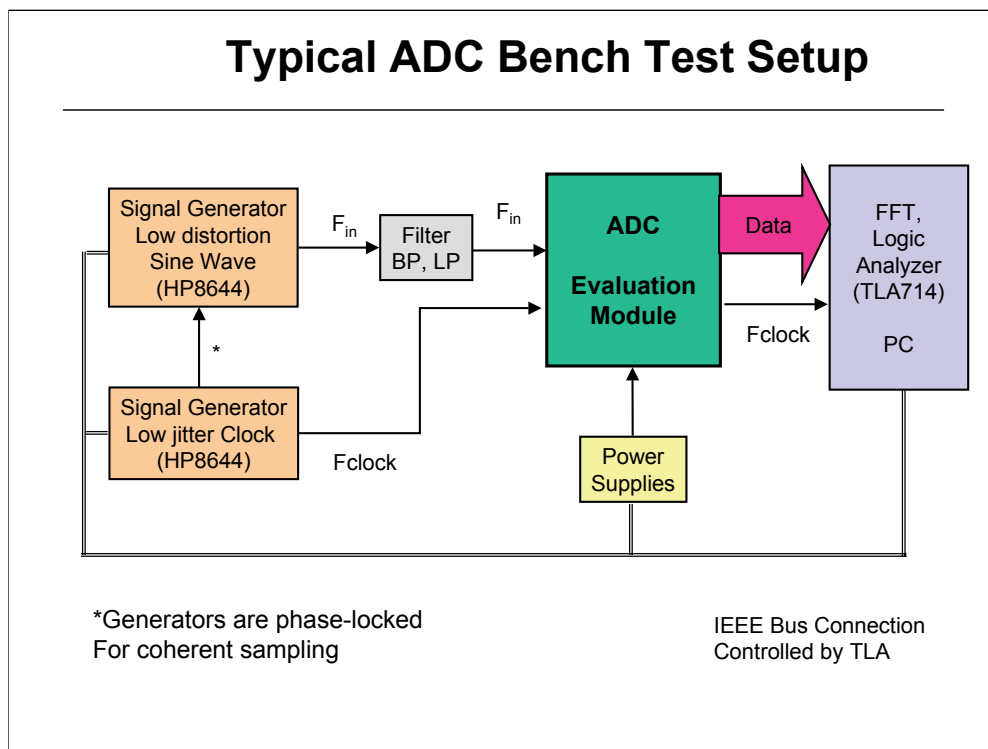 Typical ADC Bench Test Setup
Signal Generator
Low distortion
Sine Wave
(HP8644)
Fin
Filter
BP, LP
Fin
ADC
Evaluation
Module
Data
FFT,
Logic
Analyzer
(TLA714)
PC
Fclock
*
Signal Generator
Low jitter Clock
(HP8644)
Fclock
Power
Supplies
*Generators are phase-locked
For coherent sampling
IEEE Bus Connection
Controlled by TLA